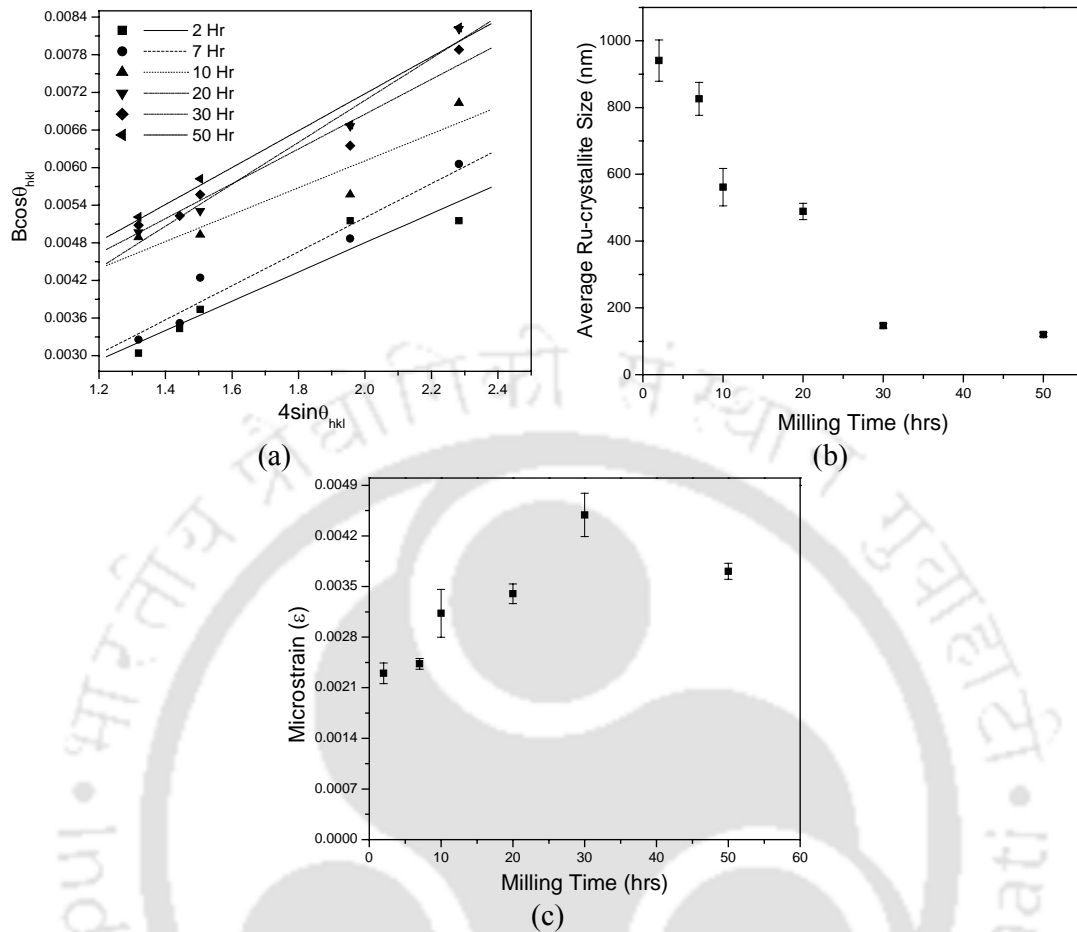 0.0084
0.0078
0.0072
0.0066
0.0060
0.0054
0.0048
0.0042
0.0036
0.0030
Bcosθhkl
2 Hr
7 Hr
10 Hr
20 Hr
30 Hr
50 Hr
1.2 1.4 1.6 1.8 2.0 2.2 2.4
4sinθhkl
(a)
1000
800
600
400
200
0
Average Ru-crystallite Size (nm)
0 10 20 30 40 50
Milling Time (hrs)
(b)
0.0049
0.0042
0.0035
0.0028
0.0021
0.0014
0.0007
0.0000
Microstrain (ε)
0 10 20 30 40 50 60
Milling Time (hrs)
(c)